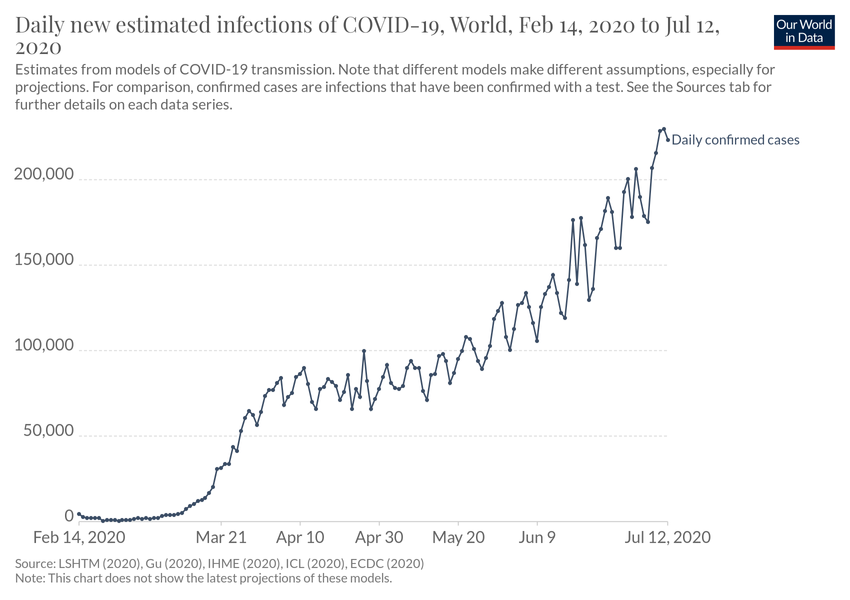 Daily new estimated infections of COVID-19, World, Feb 14, 2020 to Jul 12,
2020
Our World
in Data
Estimates from models of COVID-19 transmission. Note that different models make different assumptions, especially for
projections. For comparison, confirmed cases are infections that have been confirmed with a test. See the Sources tab for
further details on each data series.
Daily confirmed cases
200,000
150,000
100,000
50,000
0
Feb 14, 2020
Mar 21
Apr 10
Apr 30
May 20
Jun 9
Jul 12, 2020
Source: LSHTM (2020), Gu (2020), IHME (2020), ICL (2020), ECDC (2020)
Note: This chart does not show the latest projections of these models.